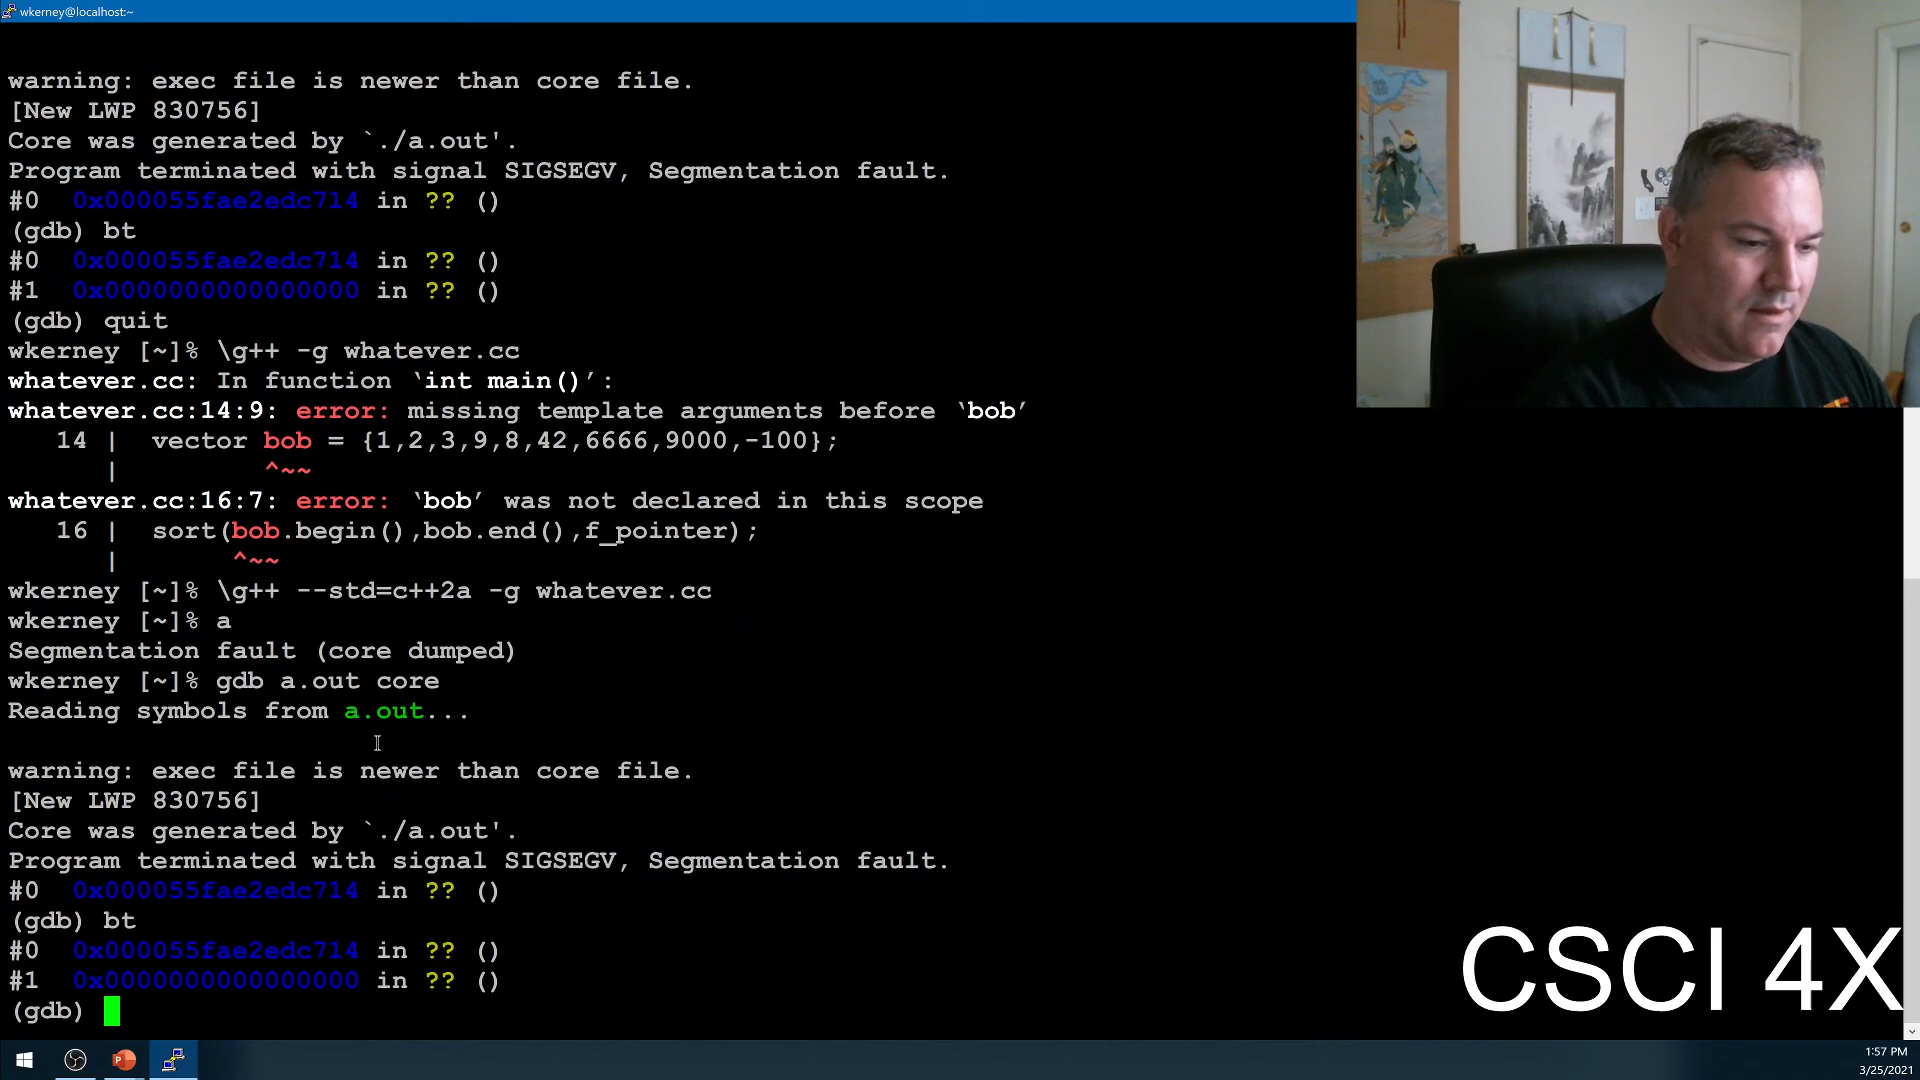 wkerney@localhost:~
warning: exec file is newer than core file.
[New LWP 830756]
Core was generated by `./a.out'.
Program terminated with signal SIGSEGV, Segmentation fault.
#0  0x000055fae2edc714 in ?? ()
(gdb) bt
#0  0x000055fae2edc714 in ?? ()
#1  0x0000000000000000 in ?? ()
(gdb) quit
wkerney [~]% \g++ -g whatever.cc
whatever.cc: In function ‘int main()’:
whatever.cc:14:9: error: missing template arguments before ‘bob’
   14 |  vector bob = {1,2,3,9,8,42,6666,9000,-100};
      |         ^~~
whatever.cc:16:7: error: ‘bob’ was not declared in this scope
   16 |  sort(bob.begin(),bob.end(),f_pointer);
      |       ^~~
wkerney [~]% \g++ --std=c++2a -g whatever.cc
wkerney [~]% a
Segmentation fault (core dumped)
wkerney [~]% gdb a.out core
Reading symbols from a.out...
warning: exec file is newer than core file.
[New LWP 830756]
Core was generated by `./a.out'.
Program terminated with signal SIGSEGV, Segmentation fault.
#0  0x000055fae2edc714 in ?? ()
(gdb) bt
#0  0x000055fae2edc714 in ?? ()
#1  0x0000000000000000 in ?? ()
(gdb)
CSCI 4X
1:57 PM
3/25/2021